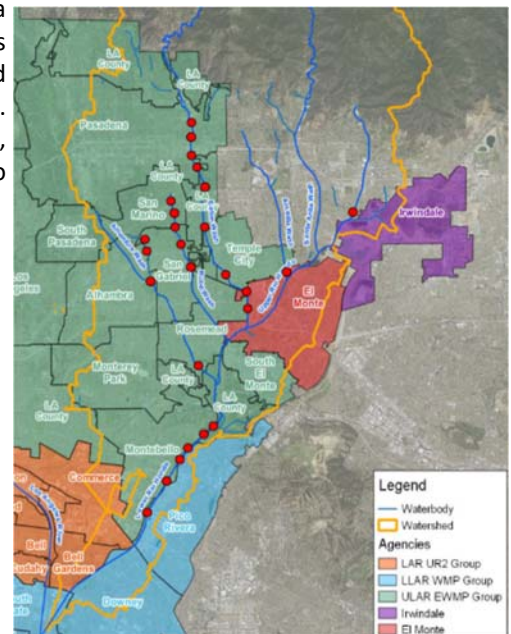 a
s
d
.
,
o
LA
County
LA
County
Pasadena
LA
County
San
Marino
LA
South
Pasadena
Temple
City
Irwindale
San
Gabriel
Alhambra
El
Monte
Rosemead
Monterey
Park
LA
County
South
El
Monte
LA
County
LA
County
Montebello
Commerce
Pico
Rivera
Bell
Bell
Gardens
Cudahy
Downey
Legend
Waterbody
Watershed
Agencies
LAR UR2 Group
LLAR WMP Group
ULAR EWMP Group
Irwindale
El Monte